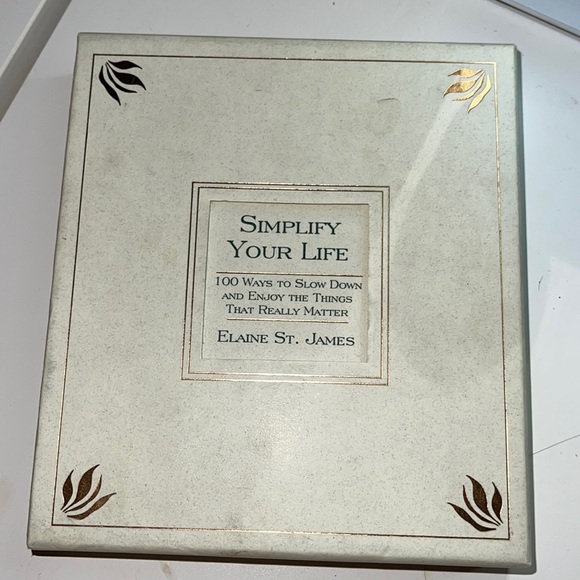 SIMPLIFY
YOUR LIFE
100 WAYS TO SLOW DOWN
AND ENJOY THE THINGS
THAT REALLY MATTER
ELAINE ST. JAMES